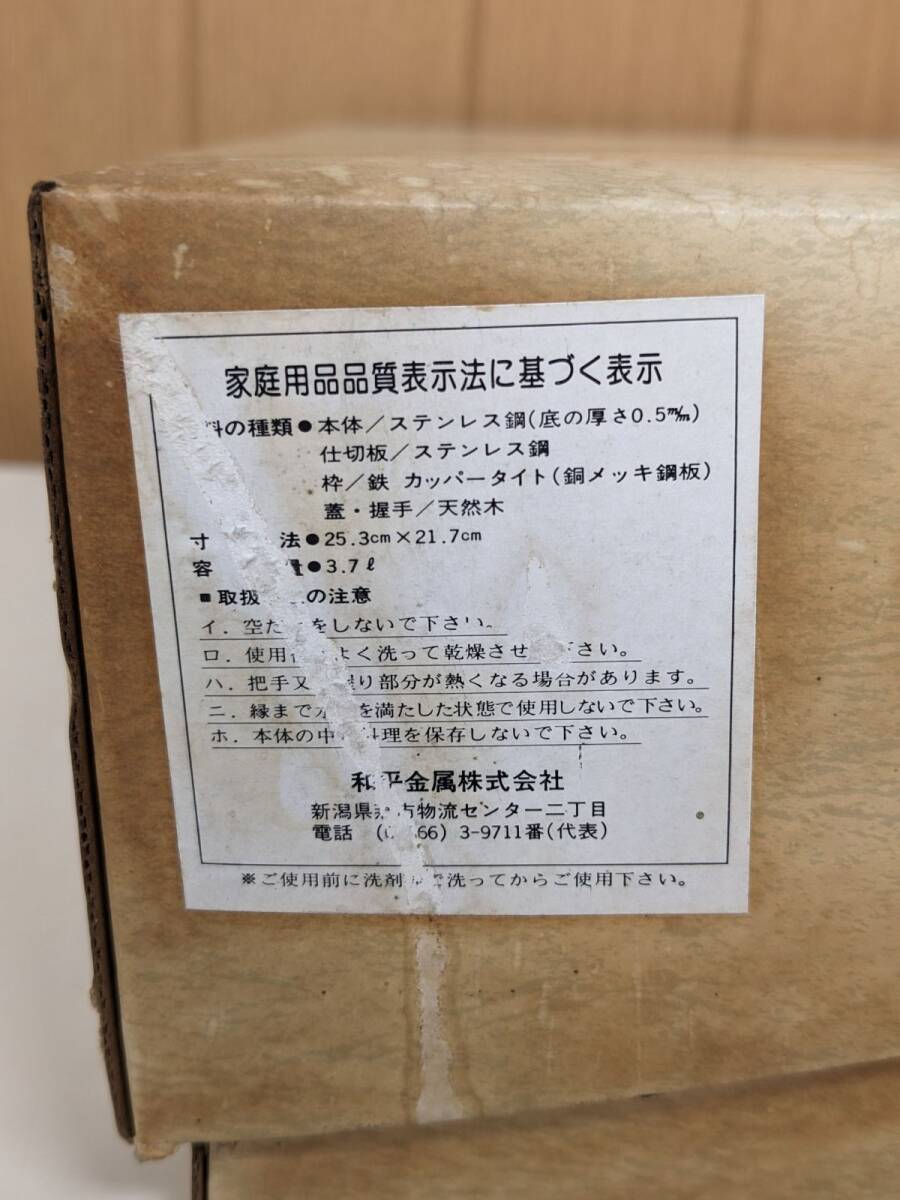 家庭用品品質表示法に基づく表示
料の種類●本体／ステンレス鋼(底の厚さ0.5㎜)
仕切板／ステンレス鋼
枠／鉄 カッパータイト(銅メッキ鋼板)
蓋・握手／天然木
寸 法●25.3cm×21.7cm
容 量●3.7ℓ
■取扱 の注意
イ. 空だ をしないで下さい。
ロ. 使用 よく洗って乾燥させ 下さい。
ハ. 把手又 握り部分が熱くなる場合があります。
ニ. 縁まで を満たした状態で使用しないで下さい。
ホ. 本体の中 料理を保存しないで下さい。
和平金属株式会社
新潟県 市物流センター二丁目
電話 (0 66) 3-9711番(代表)
※ご使用前に洗剤 洗ってからご使用下さい。